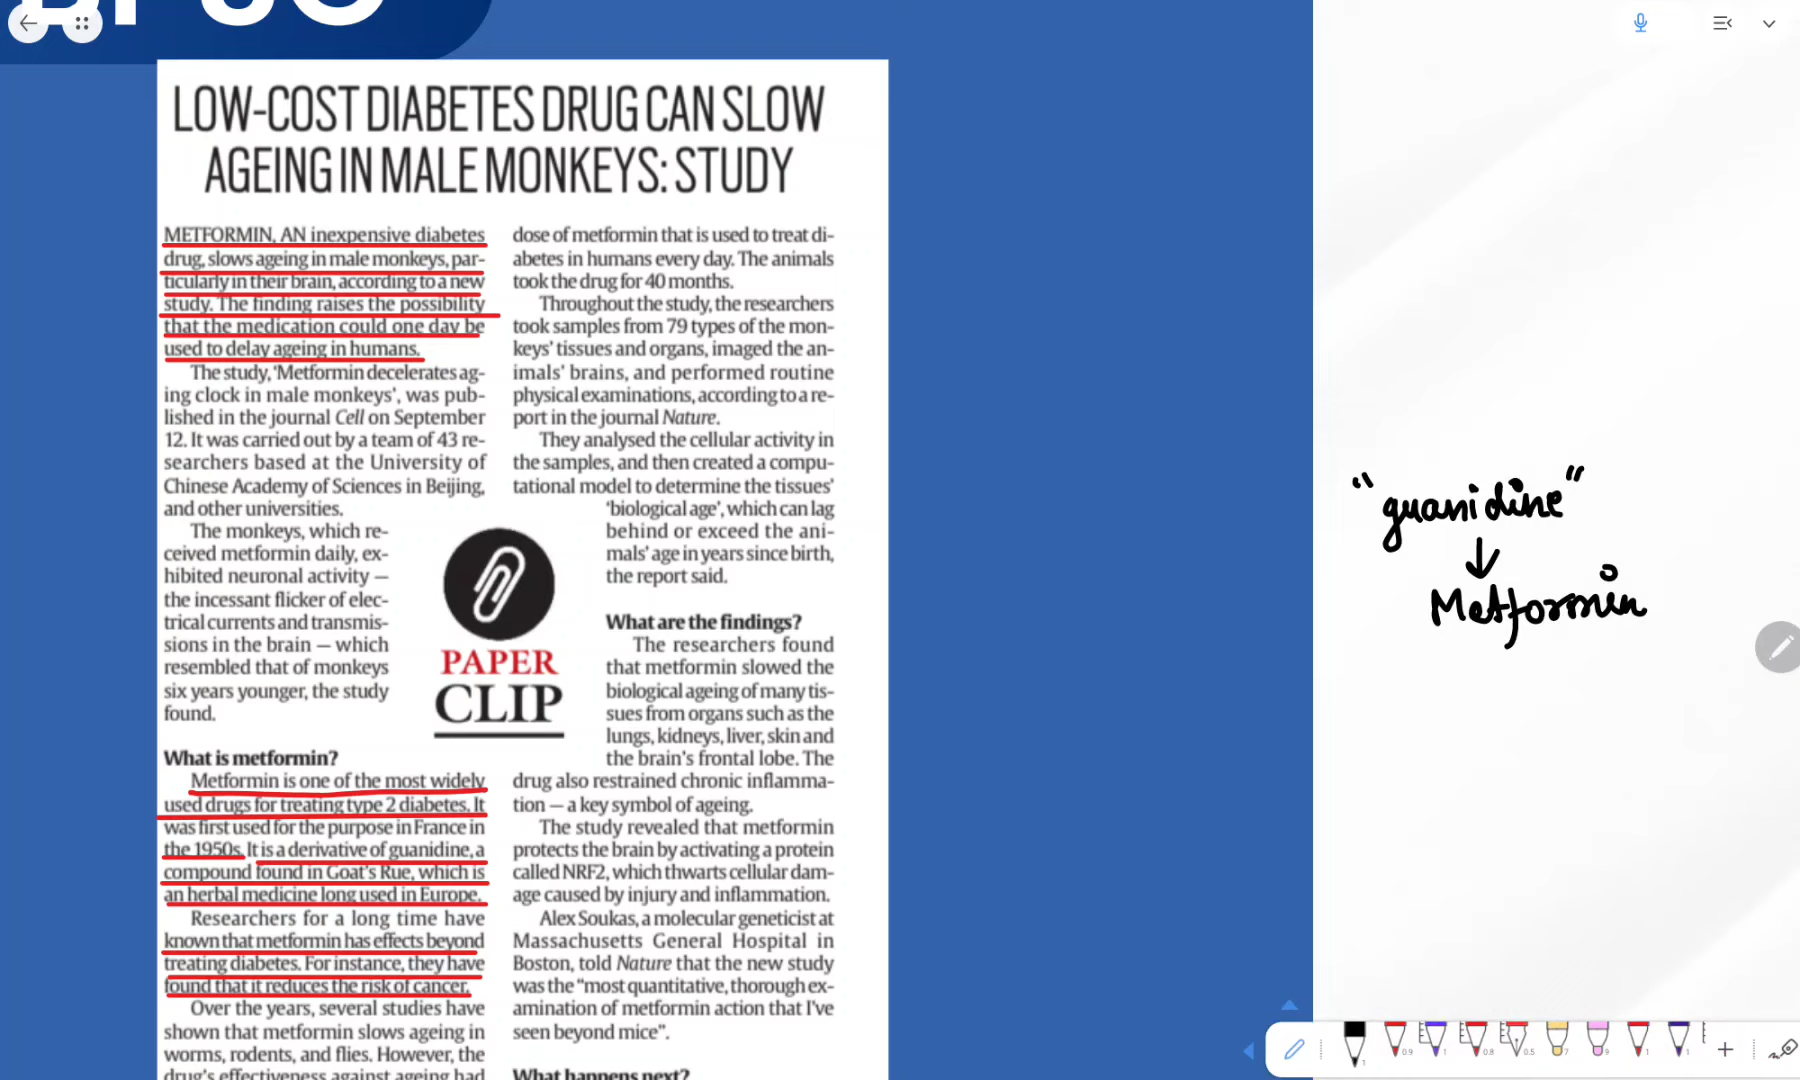 LOW-COST DIABETES DRUG CAN SLOW
AGEING IN MALE MONKEYS: STUDY
METFORMIN, AN inexpensive diabetes
drug, slows ageing in male monkeys, par-
ticularly in their brain, according to a new
study. The finding raises the possibility
that the medication could one day be
used to delay ageing in humans.
The study, ‘Metformin decelerates ag-
ing clock in male monkeys’, was pub-
lished in the journal Cell on September
12. It was carried out by a team of 43 re-
searchers based at the University of
Chinese Academy of Sciences in Beijing,
and other universities.
The monkeys, which re-
ceived metformin daily, ex-
hibited neuronal activity —
the incessant flicker of elec-
trical currents and transmis-
sions in the brain — which
resembled that of monkeys
six years younger, the study
found.
What is metformin?
Metformin is one of the most widely
used drugs for treating type 2 diabetes. It
was first used for the purpose in France in
the 1950s. It is a derivative of guanidine, a
compound found in Goat's Rue, which is
an herbal medicine long used in Europe.
Researchers for a long time have
known that metformin has effects beyond
treating diabetes. For instance, they have
found that it reduces the risk of cancer.
Over the years, several studies have
shown that metformin slows ageing in
worms, rodents, and flies. However, the
drug's effectiveness against ageing had
PAPER
CLIP
dose of metformin that is used to treat di-
abetes in humans every day. The animals
took the drug for 40 months.
Throughout the study, the researchers
took samples from 79 types of the mon-
keys' tissues and organs, imaged the an-
imals' brains, and performed routine
physical examinations, according to a re-
port in the journal Nature.
They analysed the cellular activity in
the samples, and then created a compu-
tational model to determine the tissues'
‘biological age’, which can lag
behind or exceed the ani-
mals' age in years since birth,
the report said.
What are the findings?
The researchers found
that metformin slowed the
biological ageing of many tis-
sues from organs such as the
lungs, kidneys, liver, skin and
the brain's frontal lobe. The
drug also restrained chronic inflamma-
tion — a key symbol of ageing.
The study revealed that metformin
protects the brain by activating a protein
called NRF2, which thwarts cellular dam-
age caused by injury and inflammation.
Alex Soukas, a molecular geneticist at
Massachusetts General Hospital in
Boston, told Nature that the new study
was the “most quantitative, thorough ex-
amination of metformin action that I've
seen beyond mice”.
What happens next?
"guanidine"
↓
Metformin
1
0.9
1
0.8
0.5
7
9
1
1